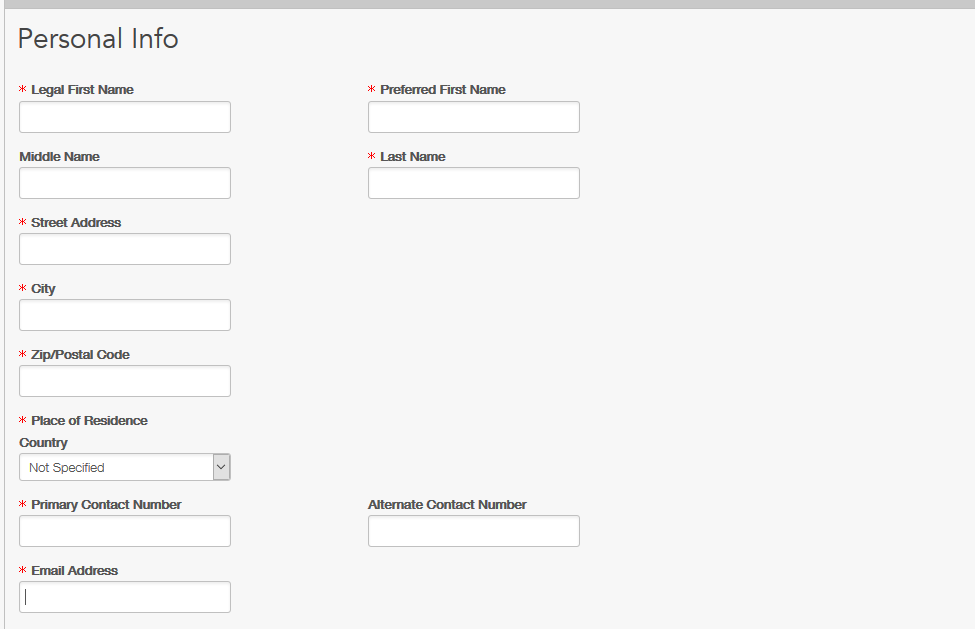 Personal Info
* Legal First Name
* Preferred First Name
Middle Name
* Last Name
* Street Address
* City
* Zip/Postal Code
* Place of Residence
Country
Not Specified
* Primary Contact Number
Alternate Contact Number
* Email Address